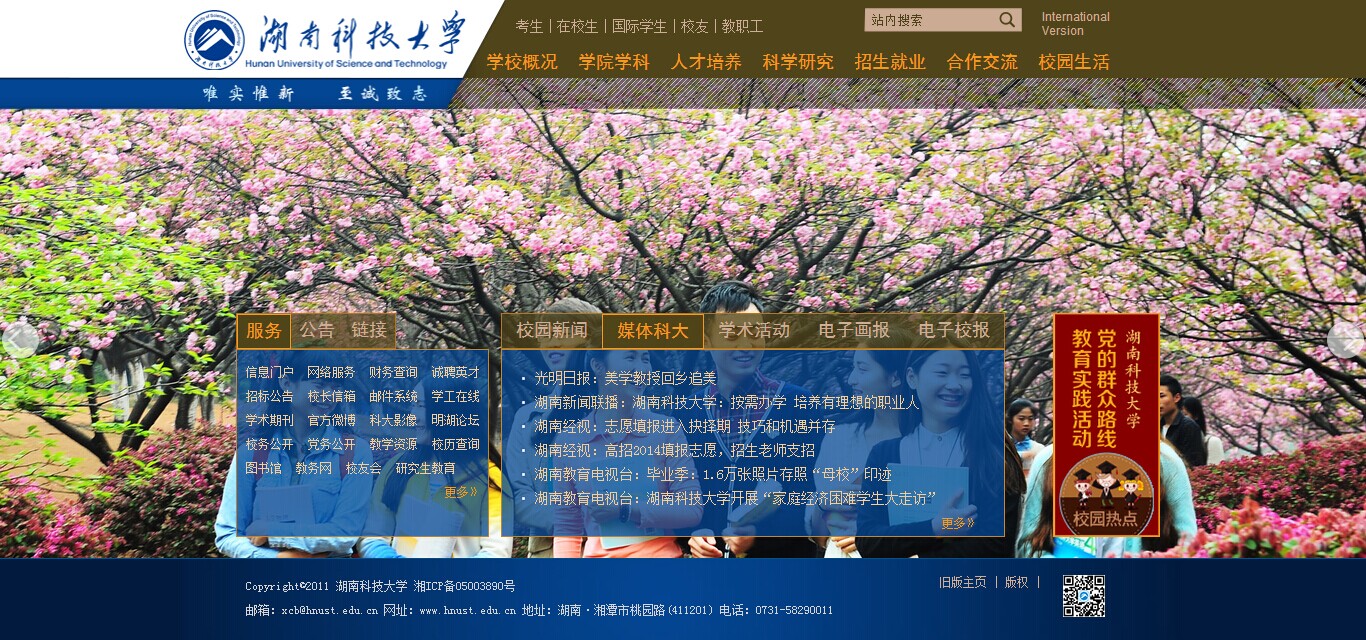 湖南科技大学
Hunan University of Science and Technology
唯实惟新 至诚致志
考生 | 在校生 | 国际学生 | 校友 | 教职工
站内搜索
International
Version
学校概况 学院学科 人才培养 科学研究 招生就业 合作交流 校园生活
服务 公告 链接
信息门户 网络服务 财务查询 诚聘英才
招标公告 校长信箱 邮件系统 学工在线
学术期刊 官方微博 科大影像 明湖论坛
校务公开 党务公开 教学资源 校历查询
图书馆 教务网 校友会 研究生教育
更多》
校园新闻 媒体科大 学术活动 电子画报 电子校报
· 光明日报：美学教授回乡追美
· 湖南新闻联播：湖南科技大学：按需办学 培养有理想的职业人
· 湖南经视：志愿填报进入抉择期 技巧和机遇并存
· 湖南经视：高招2014填报志愿，招生老师支招
· 湖南教育电视台：毕业季：1.6万张照片存照“母校”印迹
· 湖南教育电视台：湖南科技大学开展“家庭经济困难学生大走访”
更多》
湖南科技大学
党的群众路线
教育实践活动
校园热点
Copyright©2011 湖南科技大学 湘ICP备05003890号
邮箱：xcb@hnust.edu.cn 网址：www.hnust.edu.cn 地址：湖南·湘潭市桃园路(411201) 电话：0731-58290011
旧版主页 | 版权 |